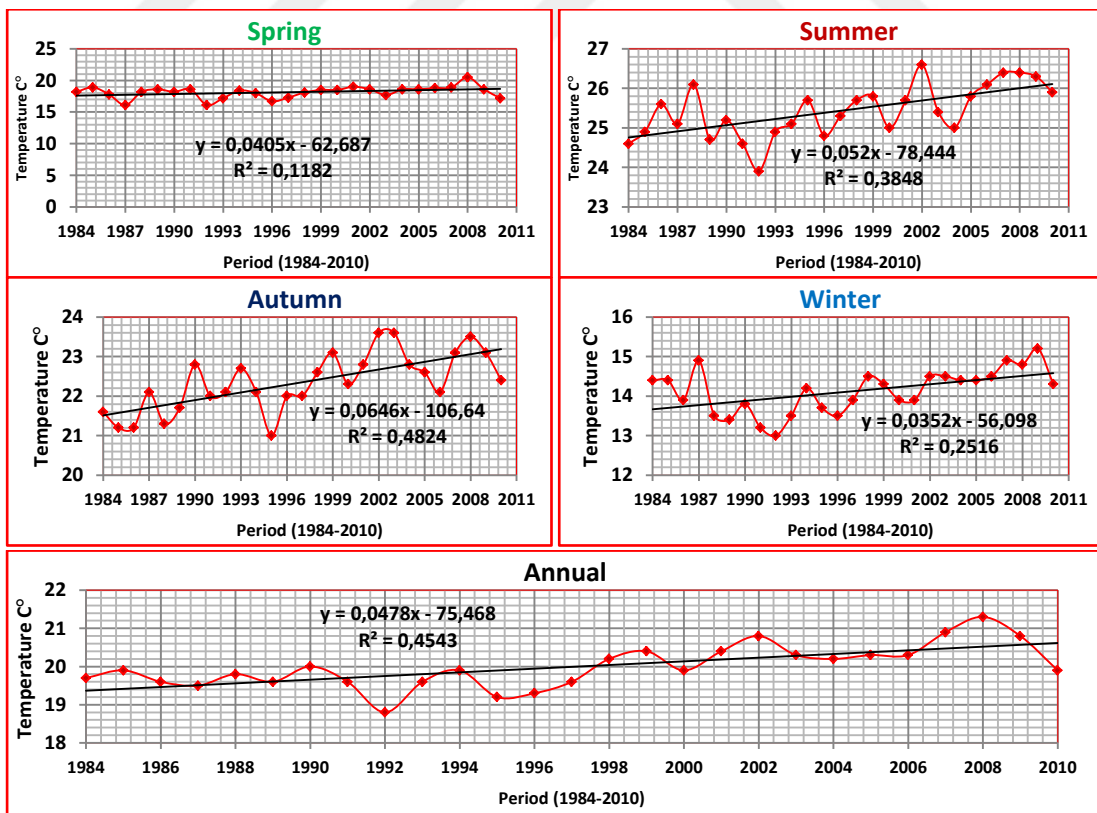 Spring
Temperature C°
25
20
15
10
5
0
y = 0,0405x - 62,687
R² = 0,1182
1984 1987 1990 1993 1996 1999 2002 2005 2008 2011
Period (1984-2010)
Summer
Temperature C°
27
26
25
24
23
y = 0,052x - 78,444
R² = 0,3848
1984 1987 1990 1993 1996 1999 2002 2005 2008 2011
Period (1984-2010)
Autumn
Temperature C°
24
23
22
21
20
y = 0,0646x - 106,64
R² = 0,4824
1984 1987 1990 1993 1996 1999 2002 2005 2008 2011
Period (1984-2010)
Winter
Temperature C°
16
15
14
13
12
y = 0,0352x - 56,098
R² = 0,2516
1984 1987 1990 1993 1996 1999 2002 2005 2008 2011
Period (1984-2010)
Annual
Temperature C°
22
21
20
19
18
y = 0,0478x - 75,468
R² = 0,4543
1984 1986 1988 1990 1992 1994 1996 1998 2000 2002 2004 2006 2008 2010
Period (1984-2010)